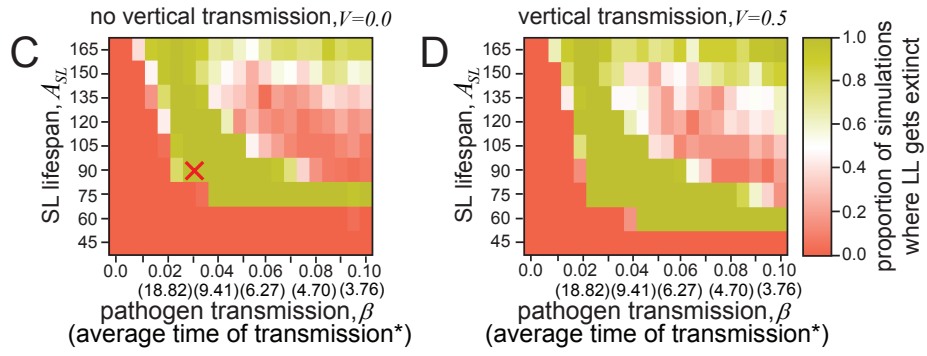 no vertical transmission, V=0.0
vertical transmission, V=0.5
C
SL lifespan, A_SL
165
150
135
120
105
90
75
60
45
0.0 0.02 0.04 0.06 0.08 0.10
(18.82) (9.41) (6.27) (4.70) (3.76)
pathogen transmission, β
(average time of transmission*)
D
SL lifespan, A_SL
165
150
135
120
105
90
75
60
45
0.0 0.02 0.04 0.06 0.08 0.10
(18.82) (9.41) (6.27) (4.70) (3.76)
pathogen transmission, β
(average time of transmission*)
1.0
0.8
0.6
0.4
0.2
0.0
proportion of simulations
where LL gets extinct